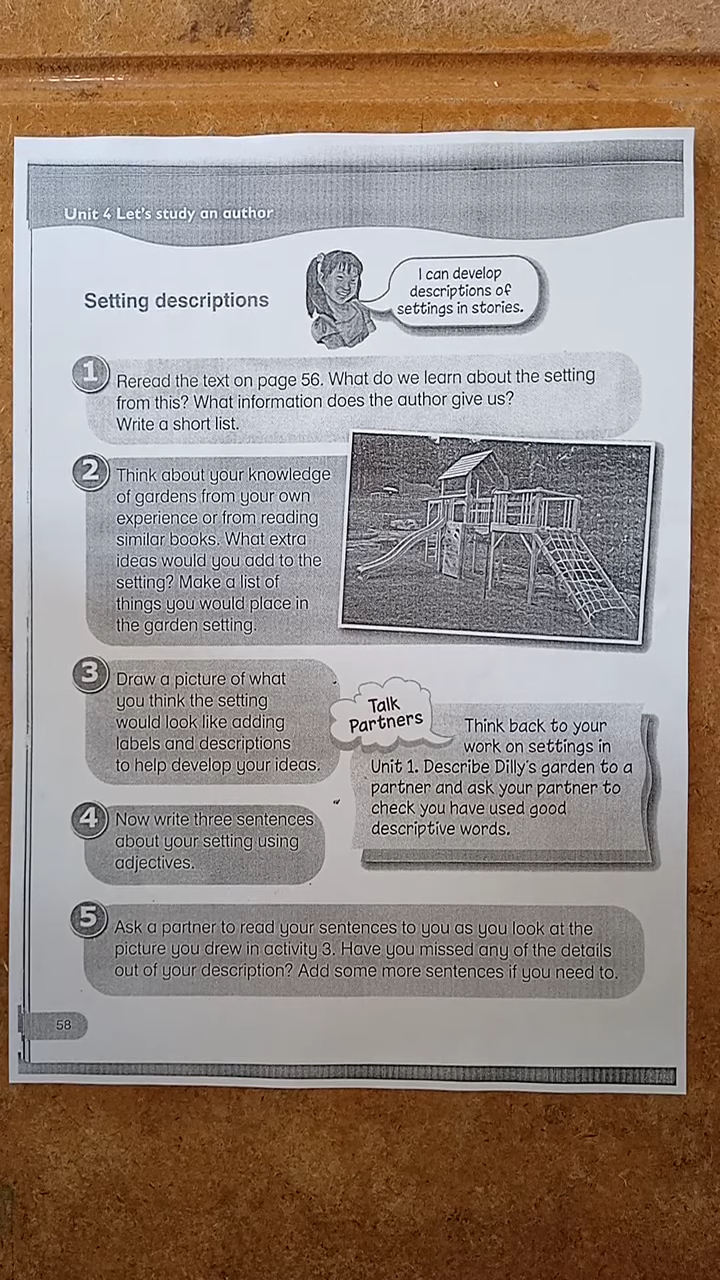 Unit 4 Let's study an author
Setting descriptions
I can develop
descriptions of
settings in stories.
1
Reread the text on page 56. What do we learn about the setting
from this? What information does the author give us?
Write a short list.
2
Think about your knowledge
of gardens from your own
experience or from reading
similar books. What extra
ideas would you add to the
setting? Make a list of
things you would place in
the garden setting.
3
Draw a picture of what
you think the setting
would look like adding
labels and descriptions
to help develop your ideas.
Talk
Partners
Think back to your
work on settings in
Unit 1. Describe Dilly's garden to a
partner and ask your partner to
check you have used good
descriptive words.
4
Now write three sentences
about your setting using
adjectives.
5
Ask a partner to read your sentences to you as you look at the
picture you drew in activity 3. Have you missed any of the details
out of your description? Add some more sentences if you need to.
58